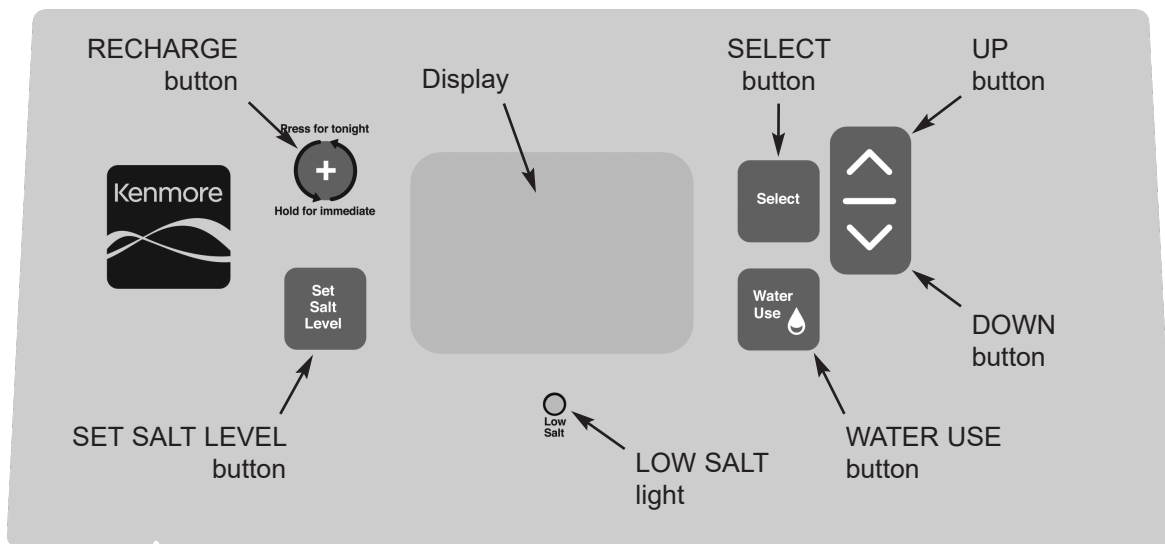 RECHARGE
button
Display
SELECT
button
UP
button
Press for tonight
+
Hold for immediate
Kenmore
Select
Set
Salt
Level
Water
Use
DOWN
button
Low
Salt
SET SALT LEVEL
button
LOW SALT
light
WATER USE
button